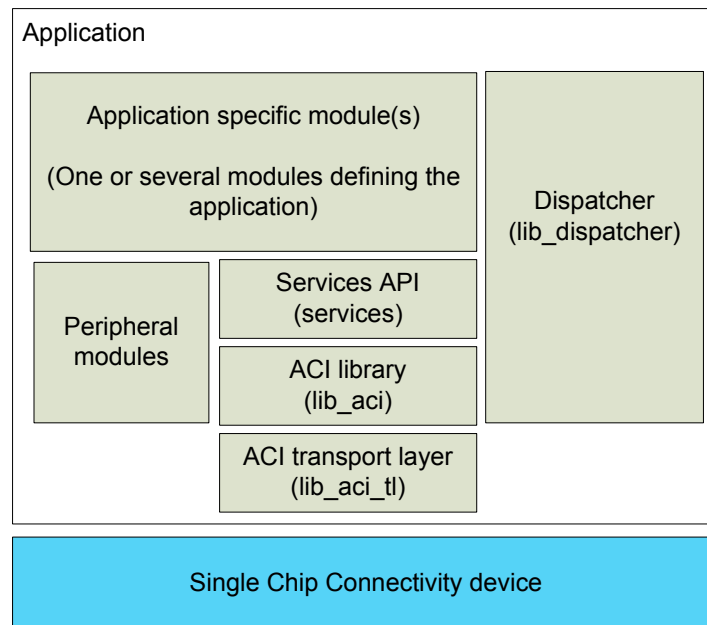 Application
Application specific module(s)
(One or several modules defining the
application)
Dispatcher
(lib_dispatcher)
Peripheral
modules
Services API
(services)
ACI library
(lib_aci)
ACI transport layer
(lib_aci_tl)
Single Chip Connectivity device